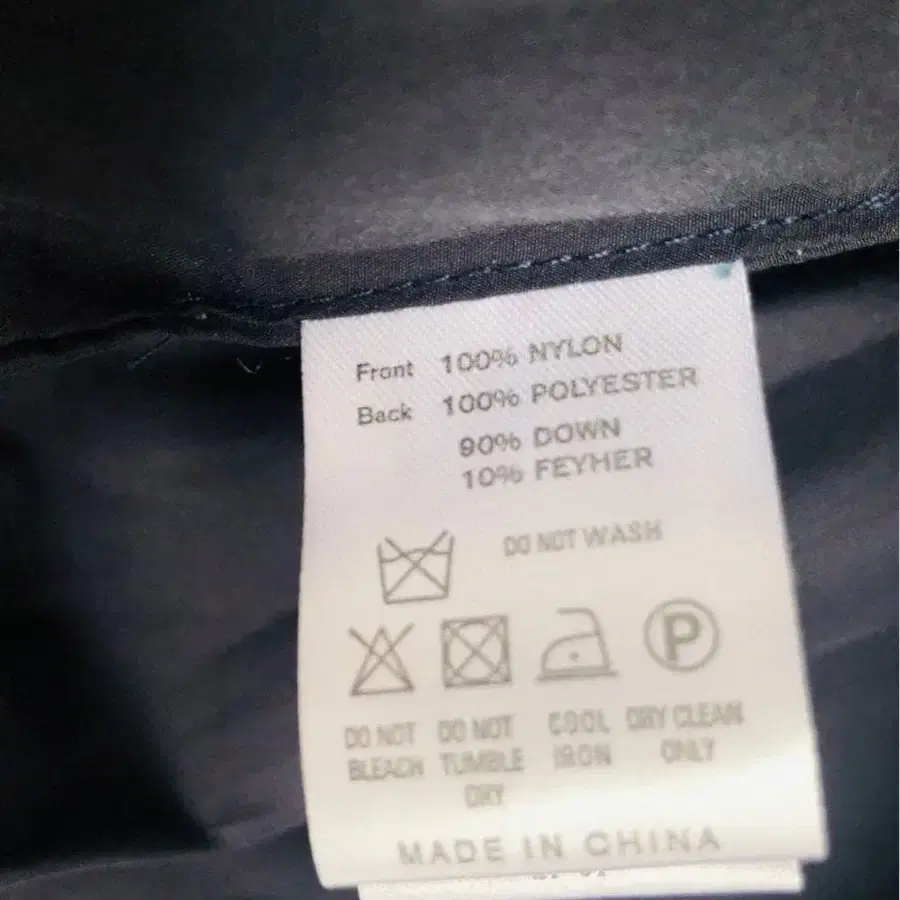 Front 100% NYLON
Back 100% POLYESTER
90% DOWN
10% FEYHER
DO NOT WASH
P
DO NOT DO NOT COOL DRY CLEAN
BLEACH TUMBLE IRON ONLY
DRY
MADE IN CHINA